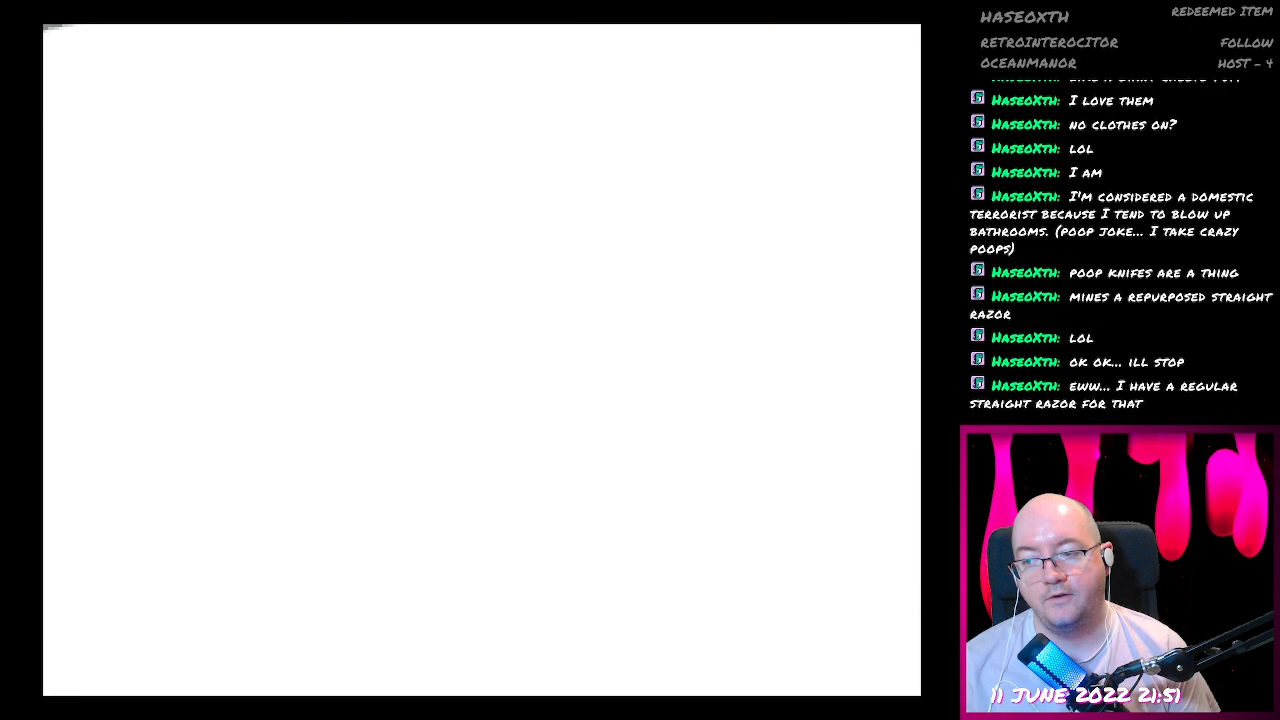 HASEOXTH REDEEMED ITEM
RETROINTEROCITOR FOLLOW
OCEANMANOR HOST - 4
HASEOXTH: I LOVE THEM
HASEOXTH: NO CLOTHES ON?
HASEOXTH: LOL
HASEOXTH: I AM
HASEOXTH: I'M CONSIDERED A DOMESTIC
TERRORIST BECAUSE I TEND TO BLOW UP
BATHROOMS. (POOP JOKE... I TAKE CRAZY
POOPS)
HASEOXTH: POOP KNIFES ARE A THING
HASEOXTH: MINES A REPURPOSED STRAIGHT
RAZOR
HASEOXTH: LOL
HASEOXTH: OK OK... ILL STOP
HASEOXTH: EWW... I HAVE A REGULAR
STRAIGHT RAZOR FOR THAT
11 JUNE 2022 21:51